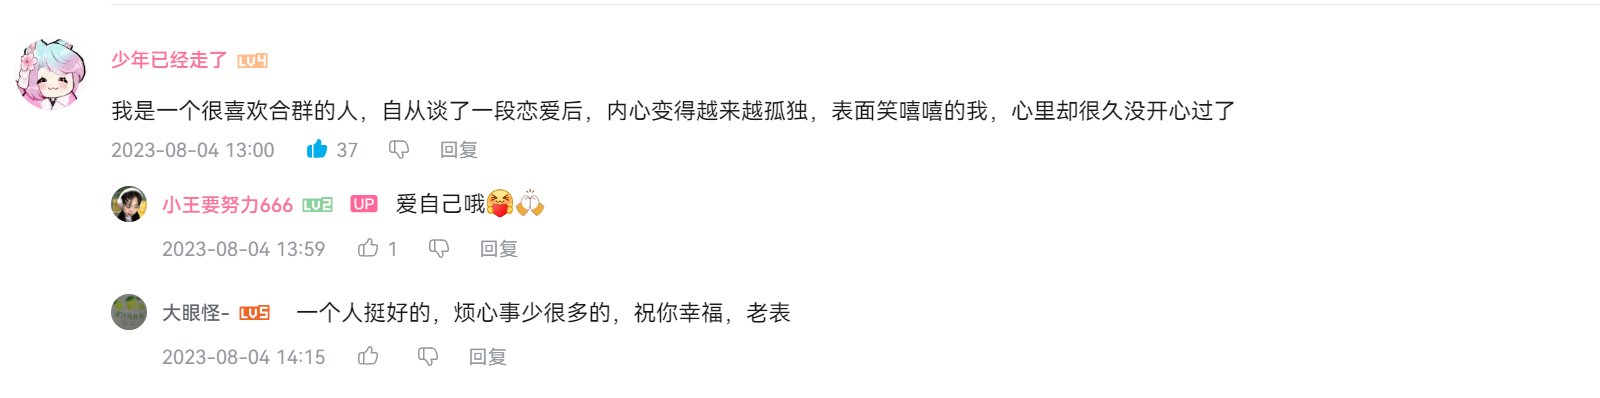 少年已经走了 LV4
我是一个很喜欢合群的人，自从谈了一段恋爱后，内心变得越来越孤独，表面笑嘻嘻的我，心里却很久没开心过了
2023-08-04 13:00 37 回复
小王要努力666 LV2 UP 爱自己哦
2023-08-04 13:59 1 回复
大眼怪- LV5 一个人挺好的，烦心事少很多的，祝你幸福，老表
2023-08-04 14:15 回复